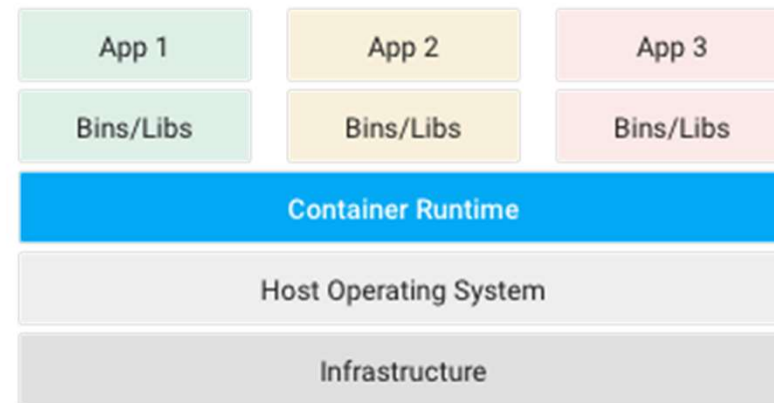 App 1
App 2
App 3
Bins/Libs
Bins/Libs
Bins/Libs
Container Runtime
Host Operating System
Infrastructure